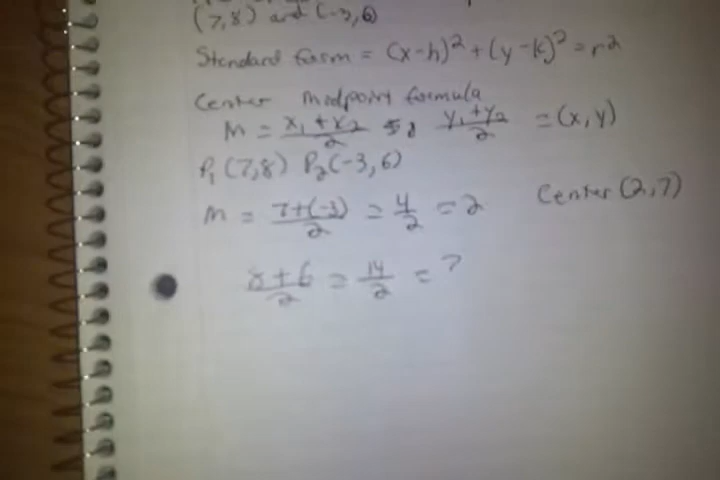 (7,8) and (-3,6)
Standard form = (x-h)² + (y-k)² = r²
Center Midpoint formula
M = x₁ + x₂ / 2 y₁ + y₂ / 2 = (x, y)
P₁ (7,8) P₂ (-3,6)
M = 7+(-3) / 2 = 4/2 = 2 Center (2,7)
8+6 / 2 = 14/2 = 7